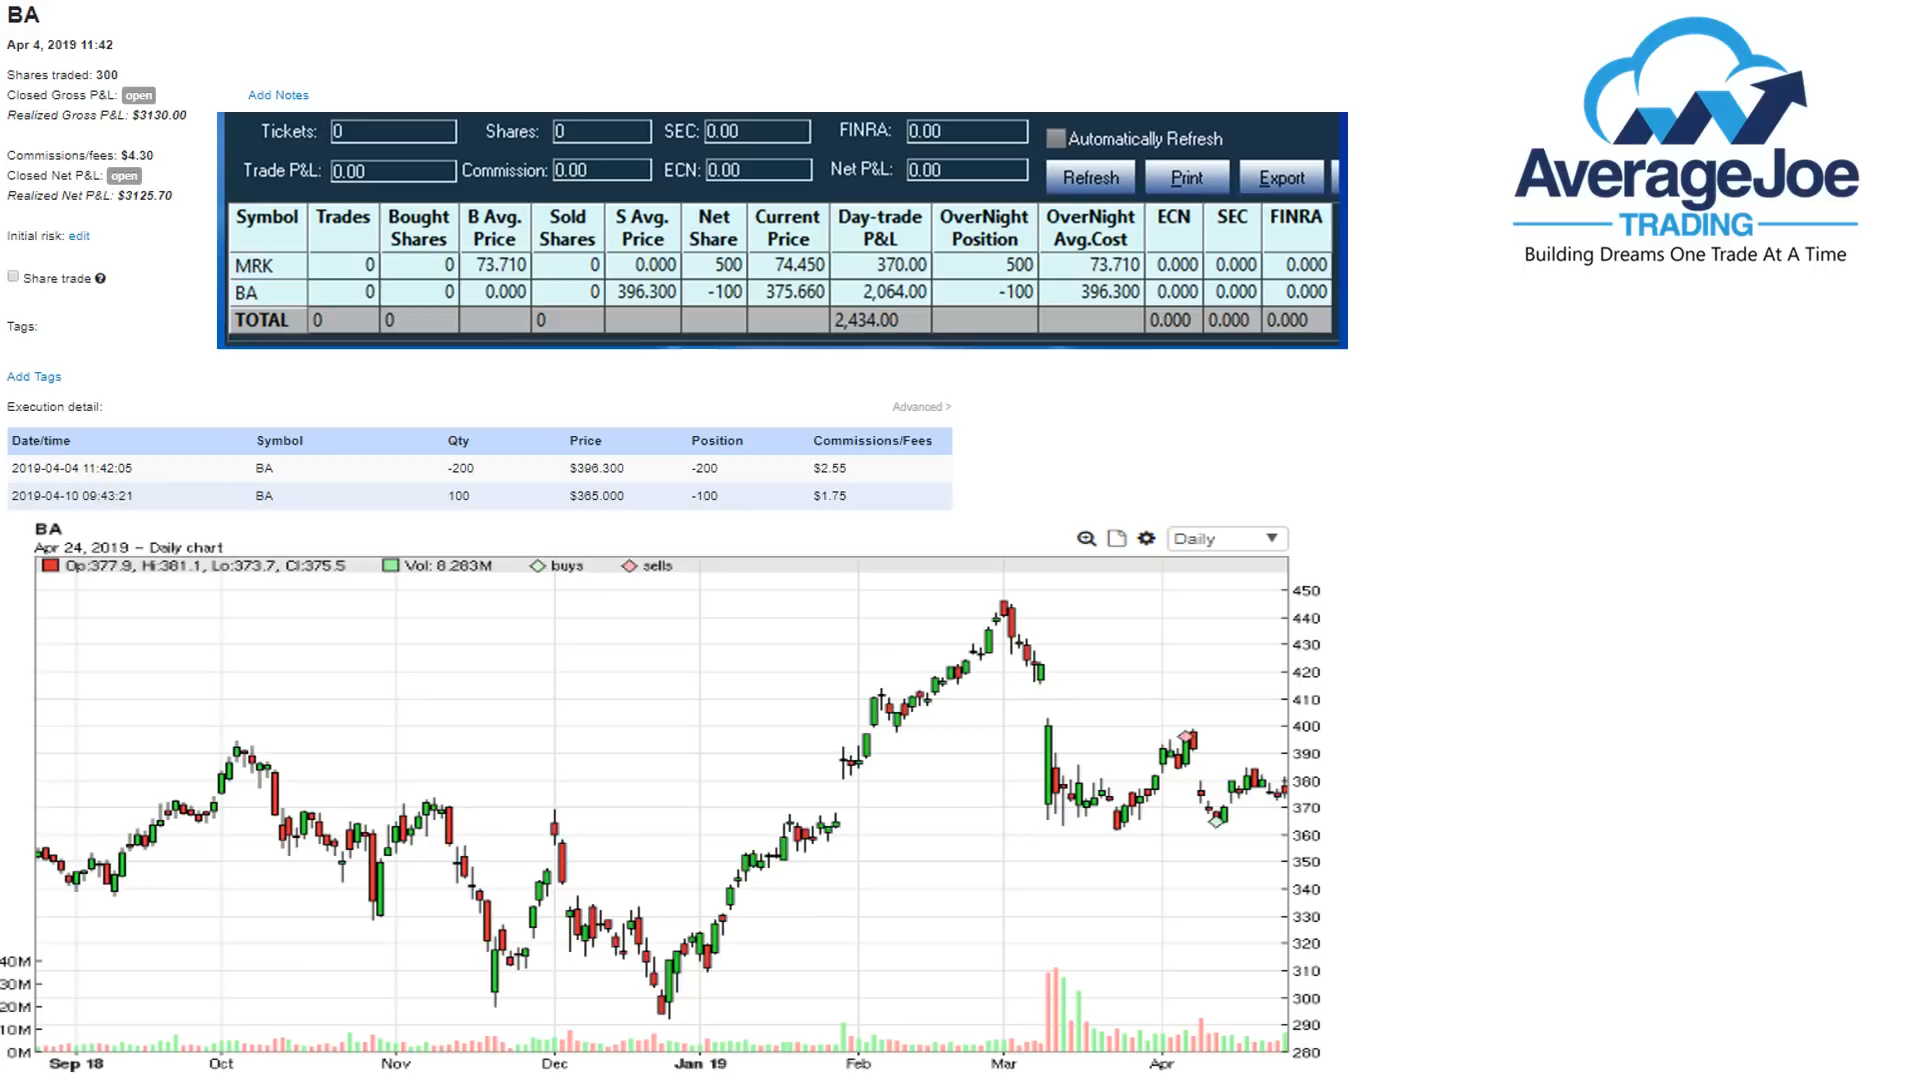 BA
Apr 4, 2019 11:42
Shares traded: 300
Closed Gross P&L: open
Realized Gross P&L: $3130.00
Commissions/fees: $4.30
Closed Net P&L: open
Realized Net P&L: $3125.70
Initial risk: edit
Share trade ?
Tags:
Add Tags
Add Notes
Tickets: 0 Shares: 0 SEC: 0.00 FINRA: 0.00 Automatically Refresh
Trade P&L: 0.00 Commission: 0.00 ECN: 0.00 Net P&L: 0.00 Refresh Print Export
Symbol Trades Bought Shares B Avg. Price Sold Shares S Avg. Price Net Share Current Price Day-trade P&L OverNight Position OverNight Avg.Cost ECN SEC FINRA
MRK 0 0 73.710 0 0.000 500 74.450 370.00 500 73.710 0.000 0.000 0.000
BA 0 0 0.000 0 396.300 -100 375.660 2,064.00 -100 396.300 0.000 0.000 0.000
TOTAL 0 0 0 2,434.00 0.000 0.000 0.000
AverageJoe
TRADING
Building Dreams One Trade At A Time
Execution detail: Advanced >
Date/time Symbol Qty Price Position Commissions/Fees
2019-04-04 11:42:05 BA -200 $396.300 -200 $2.55
2019-04-10 09:43:21 BA 100 $365.000 -100 $1.75
BA
Apr 24, 2019 - Daily chart
Daily
Op:377.9, Hi:381.1, Lo:373.7, Cl:375.5 Vol: 8.283M buys sells
450
440
430
420
410
400
390
380
370
360
350
340
330
320
310
300
290
280
40M
30M
20M
10M
0M
Sep 18 Oct Nov Dec Jan 19 Feb Mar Apr